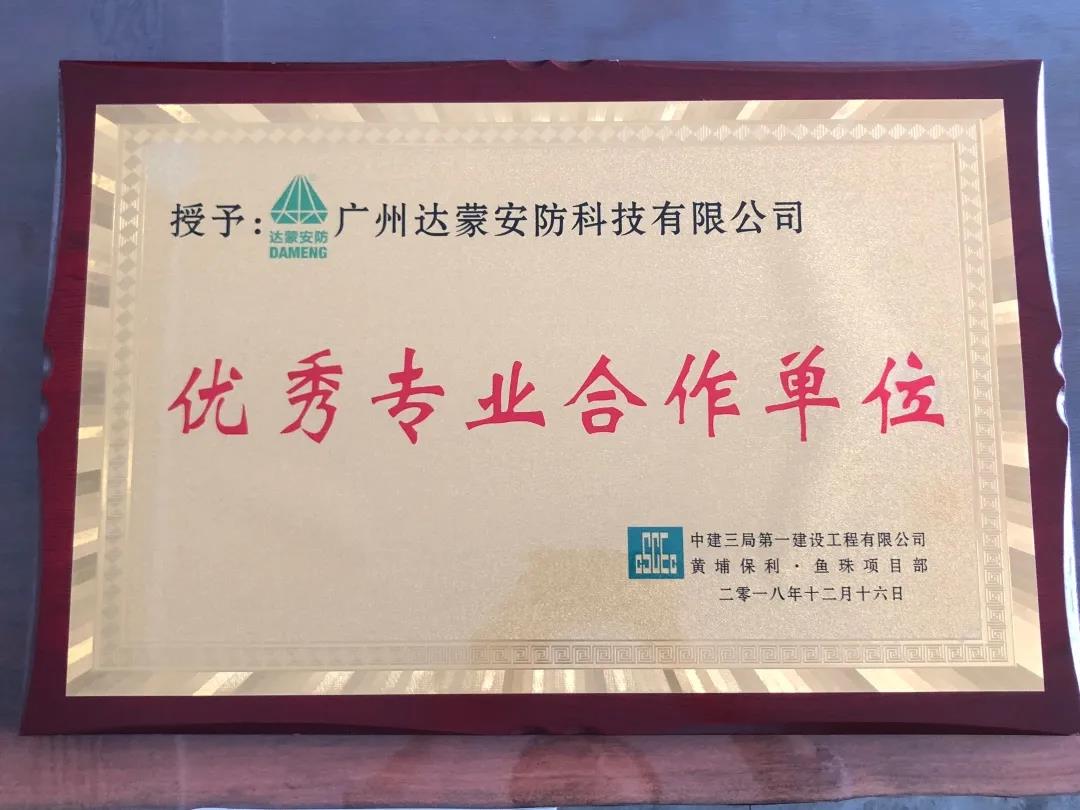 授予:达蒙安防 DAMENG 广州达蒙安防科技有限公司
优秀专业合作单位
CSCEC 中建三局第一建设工程有限公司
黄埔保利·鱼珠项目部
二零一八年十二月十六日